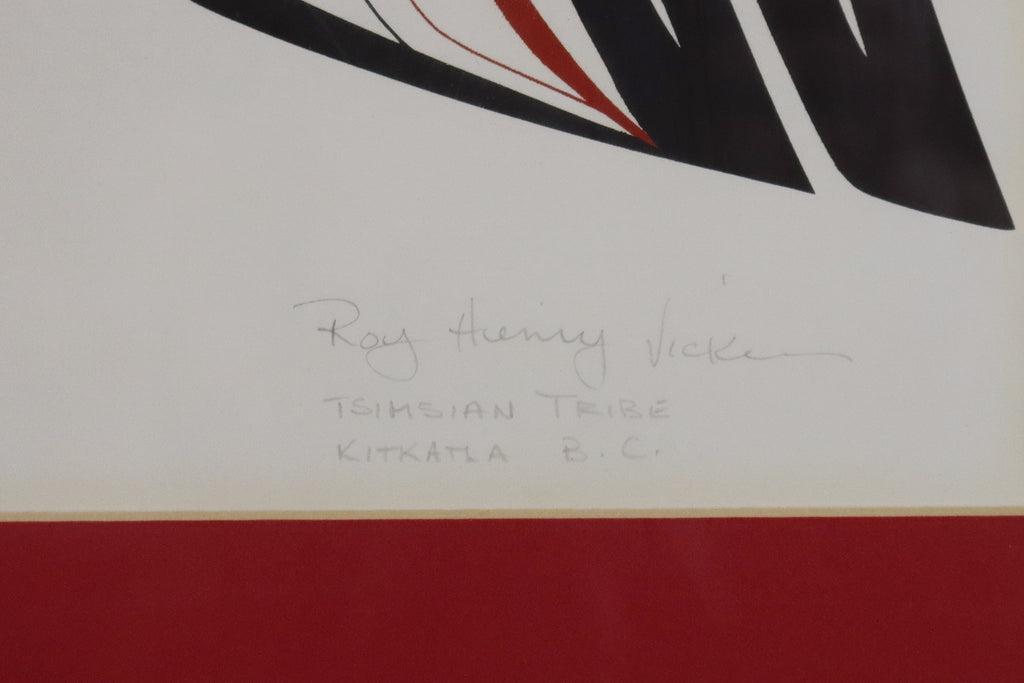 Roy Henry Vickers
TSIMSIAN TRIBE
KITKATLA B.C.